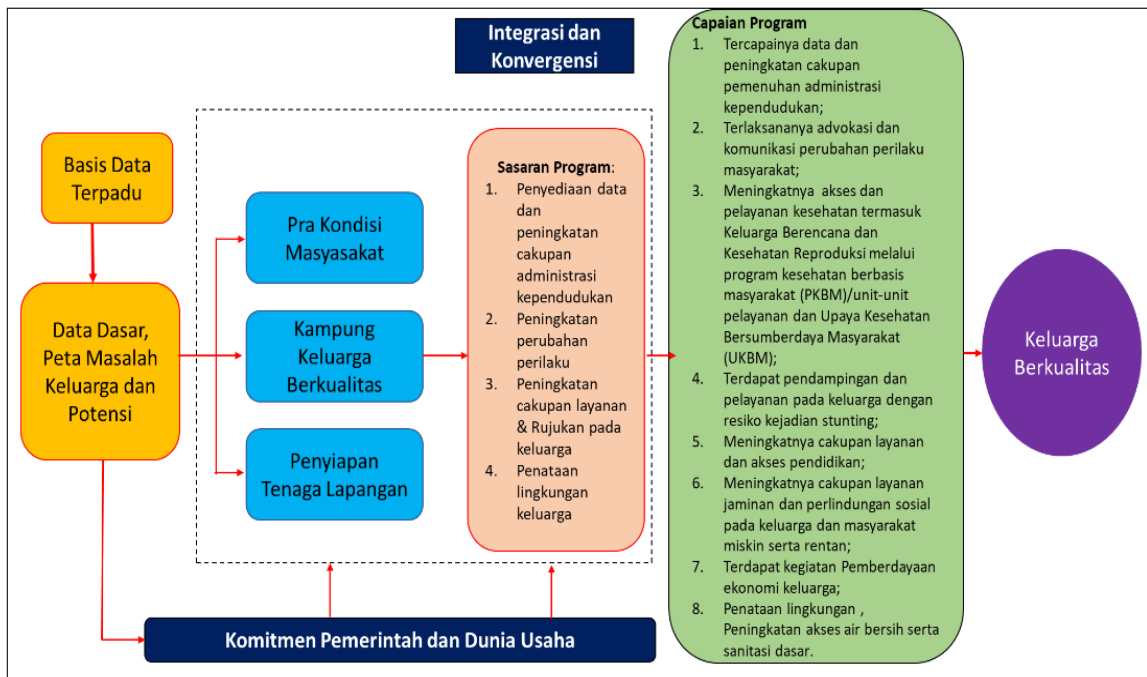 Integrasi dan
Konvergensi
Basis Data
Terpadu
Data Dasar,
Peta Masalah
Keluarga dan
Potensi
Pra Kondisi
Masyasakat
Kampung
Keluarga
Berkualitas
Penyiapan
Tenaga Lapangan
Sasaran Program:
1. Penyediaan data
dan
peningkatan
cakupan
administrasi
kependudukan
2. Peningkatan
perubahan
perilaku
3. Peningkatan
cakupan layanan
& Rujukan pada
keluarga
4. Penataan
lingkungan
keluarga
Komitmen Pemerintah dan Dunia Usaha
Capaian Program
1. Tercapainya data dan
peningkatan cakupan
pemenuhan administrasi
kependudukan;
2. Terlaksananya advokasi dan
komunikasi perubahan perilaku
masyarakat;
3. Meningkatnya akses dan
pelayanan kesehatan termasuk
Keluarga Berencana dan
Kesehatan Reproduksi melalui
program kesehatan berbasis
masyarakat (PKBM)/unit-unit
pelayanan dan Upaya Kesehatan
Bersumberdaya Masyarakat
(UKBM);
4. Terdapat pendampingan dan
pelayanan pada keluarga dengan
resiko kejadian stunting;
5. Meningkatnya cakupan layanan
dan akses pendidikan;
6. Meningkatnya cakupan layanan
jaminan dan perlindungan sosial
pada keluarga dan masyarakat
miskin serta rentan;
7. Terdapat kegiatan Pemberdayaan
ekonomi keluarga;
8. Penataan lingkungan ,
Peningkatan akses air bersih serta
sanitasi dasar.
Keluarga
Berkualitas